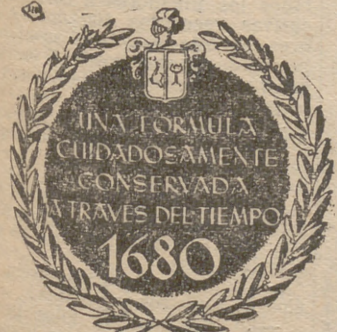 UNA FORMULA
CUIDADOSAMENTE
CONSERVADA
A TRAVES DEL TIEMPO
1680